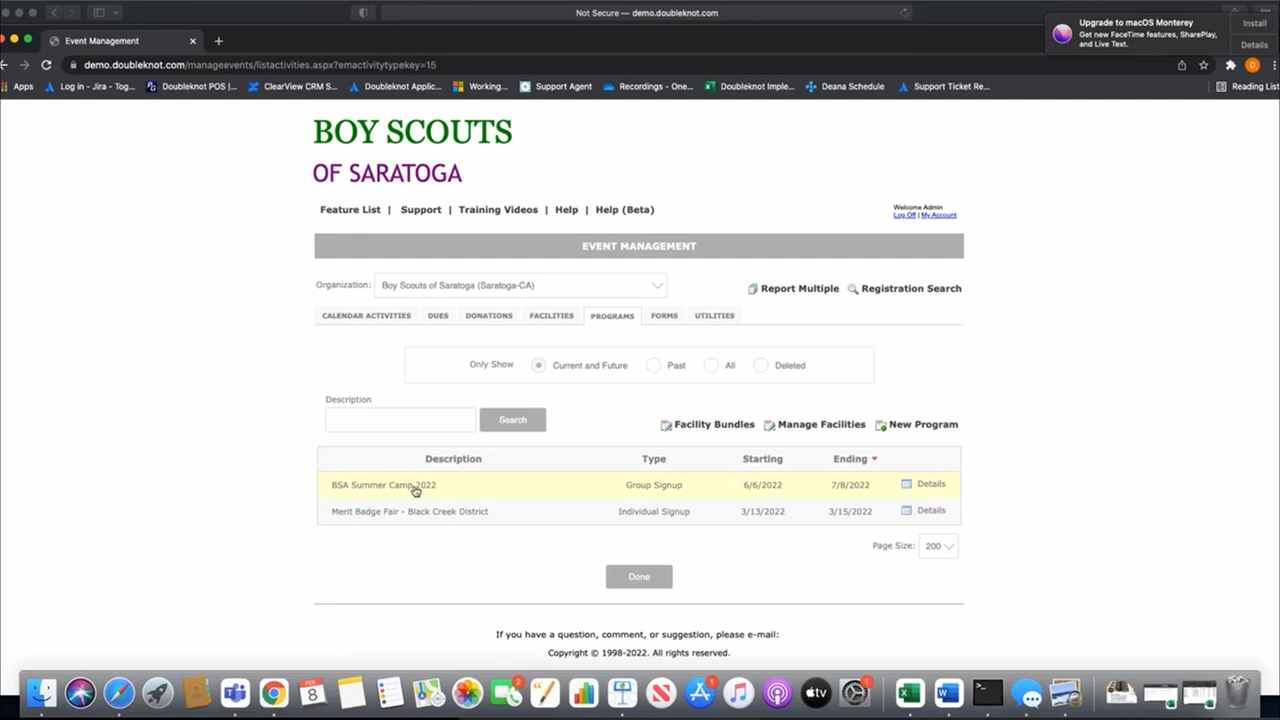 Not Secure — demo.doubleknot.com
Upgrade to macOS Monterey
Get new FaceTime features, SharePlay,
and Live Text.
Install
Details
Event Management
demo.doubleknot.com/manageevents/listactivities.aspx?emactivitytypekey=15
Apps
Log in - Jira - Tog...
Doubleknot POS |...
ClearView CRM S...
Doubleknot Applic...
Working...
Support Agent
Recordings - One...
Doubleknot Imple...
Deana Schedule
Support Ticket Re...
Reading List
BOY SCOUTS
OF SARATOGA
Feature List | Support | Training Videos | Help | Help (Beta)
Welcome Admin
Log Off | My Account
EVENT MANAGEMENT
Organization: Boy Scouts of Saratoga (Saratoga-CA)
Report Multiple Registration Search
CALENDAR ACTIVITIES DUES DONATIONS FACILITIES PROGRAMS FORMS UTILITIES
Only Show Current and Future Past All Deleted
Description
Search
Facility Bundles Manage Facilities New Program
Description Type Starting Ending
BSA Summer Camp 2022 Group Signup 6/6/2022 7/8/2022 Details
Merit Badge Fair - Black Creek District Individual Signup 3/13/2022 3/15/2022 Details
Page Size: 200
Done
If you have a question, comment, or suggestion, please e-mail:
Copyright © 1998-2022. All rights reserved.
FEB
8
2
1
tv
1